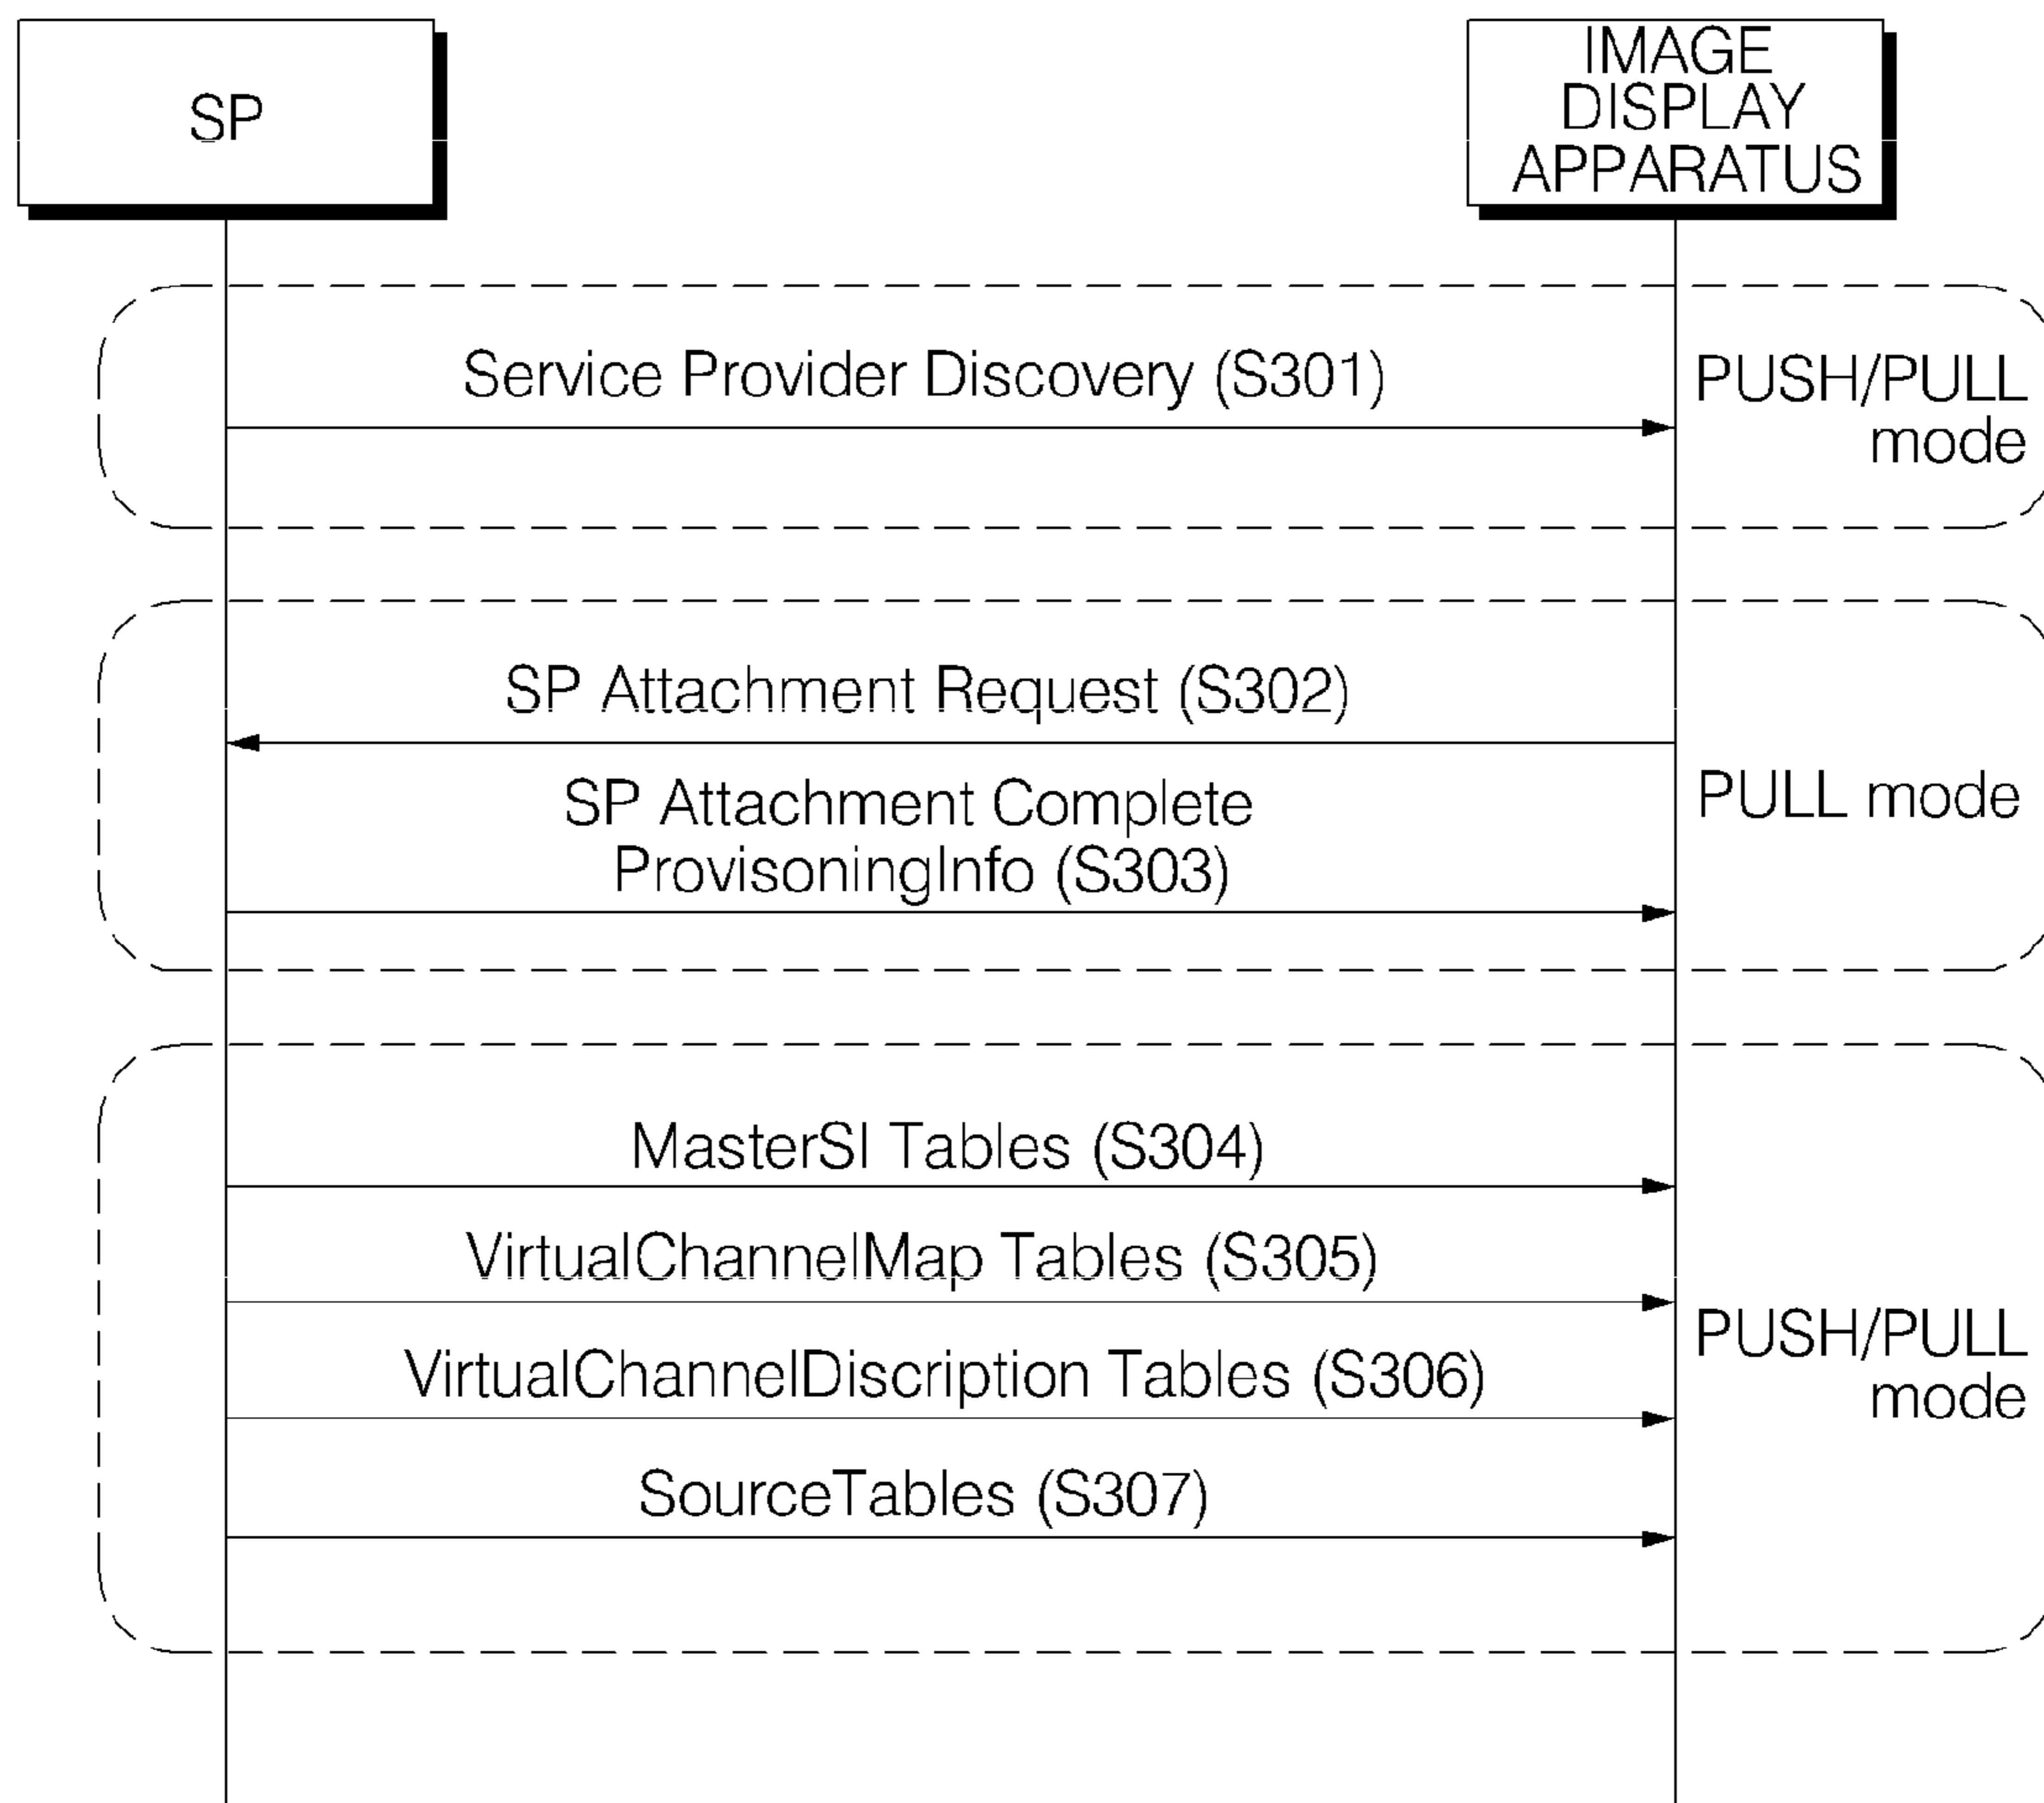 SP
IMAGE
DISPLAY
APPARATUS
Service Provider Discovery (S301)
PUSH/PULL
mode
SP Attachment Request (S302)
SP Attachment Complete
ProvisoningInfo (S303)
PULL mode
MasterSI Tables (S304)
VirtualChannelMap Tables (S305)
VirtualChannelDiscription Tables (S306)
SourceTables (S307)
PUSH/PULL
mode